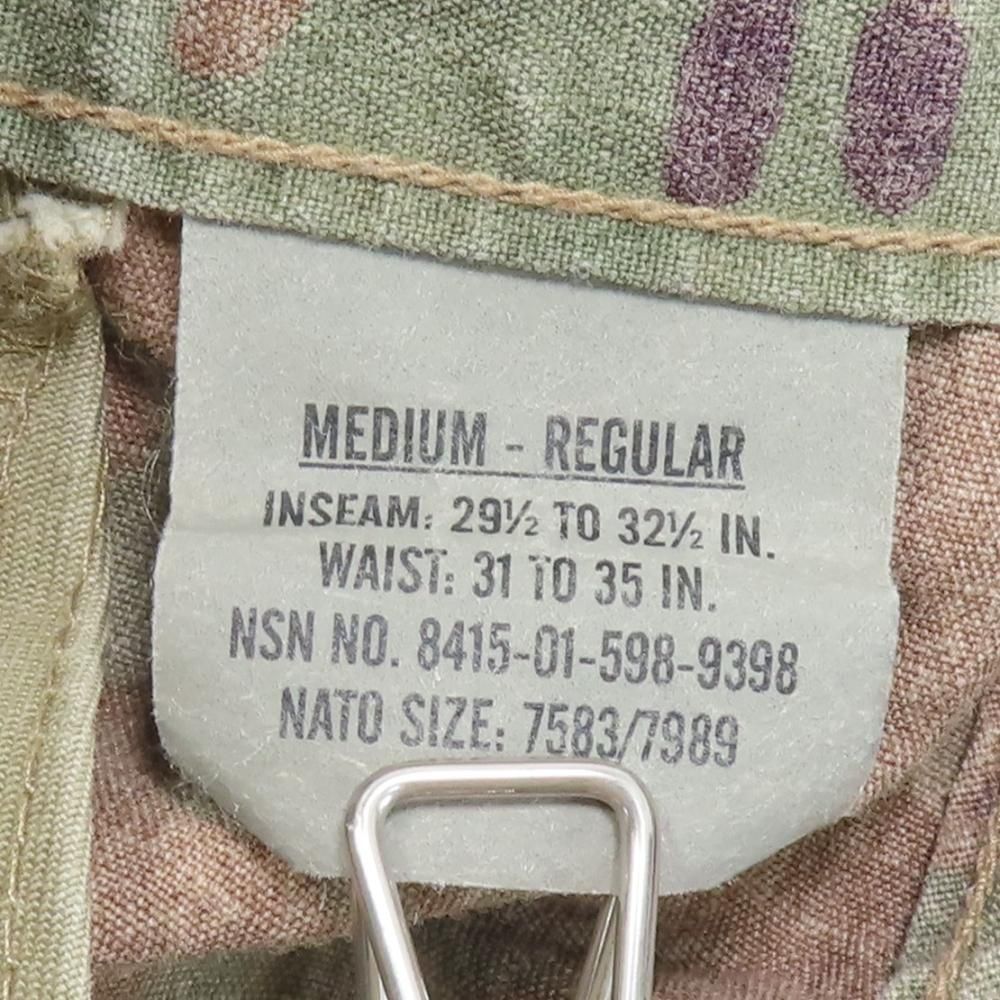 MEDIUM - REGULAR
INSEAM: 29½ TO 32½ IN.
WAIST: 31 TO 35 IN.
NSN NO. 8415-01-598-9398
NATO SIZE: 7583/7989